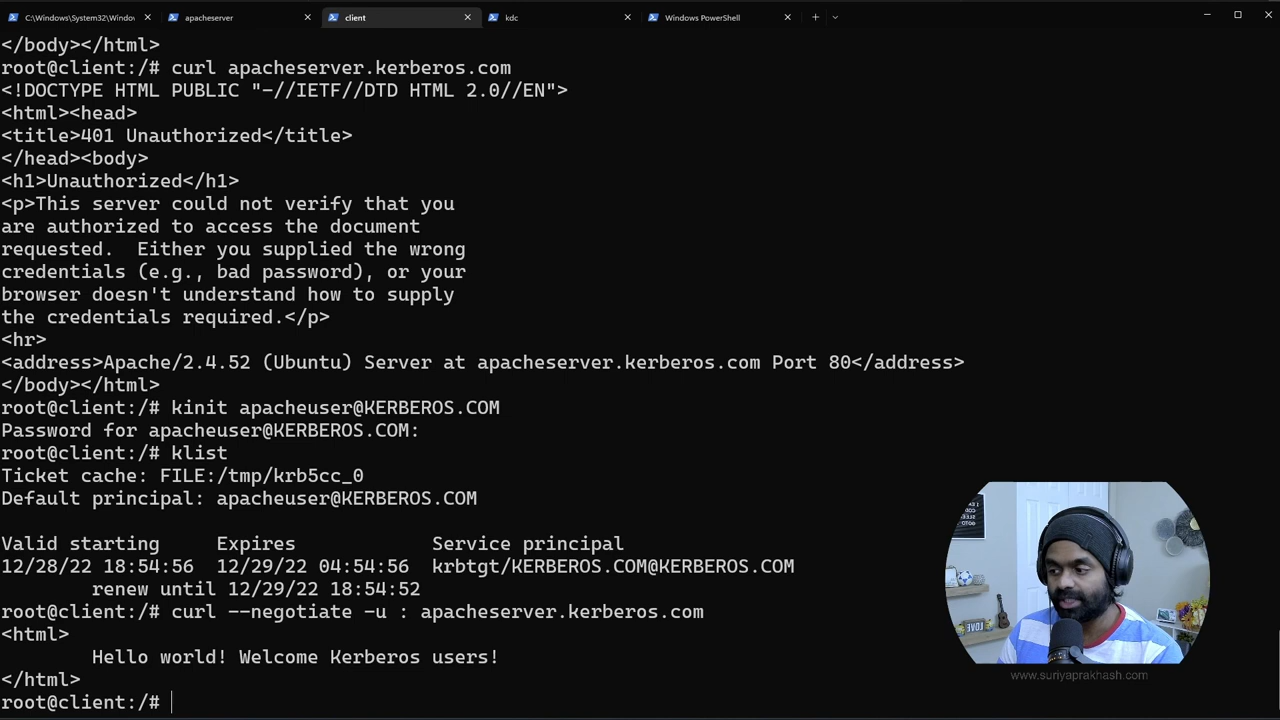 C:\Windows\System32\Window
apacheserver
client
kdc
Windows PowerShell
</body></html>
root@client:/# curl apacheserver.kerberos.com
<!DOCTYPE HTML PUBLIC "-//IETF//DTD HTML 2.0//EN">
<html><head>
<title>401 Unauthorized</title>
</head><body>
<h1>Unauthorized</h1>
<p>This server could not verify that you
are authorized to access the document
requested.  Either you supplied the wrong
credentials (e.g., bad password), or your
browser doesn't understand how to supply
the credentials required.</p>
<hr>
<address>Apache/2.4.52 (Ubuntu) Server at apacheserver.kerberos.com Port 80</address>
</body></html>
root@client:/# kinit apacheuser@KERBEROS.COM
Password for apacheuser@KERBEROS.COM:
root@client:/# klist
Ticket cache: FILE:/tmp/krb5cc_0
Default principal: apacheuser@KERBEROS.COM
Valid starting     Expires            Service principal
12/28/22 18:54:56  12/29/22 04:54:56  krbtgt/KERBEROS.COM@KERBEROS.COM
        renew until 12/29/22 18:54:52
root@client:/# curl --negotiate -u : apacheserver.kerberos.com
<html>
        Hello world! Welcome Kerberos users!
</html>
root@client:/#
LOVE
www.suriyaprakhash.com